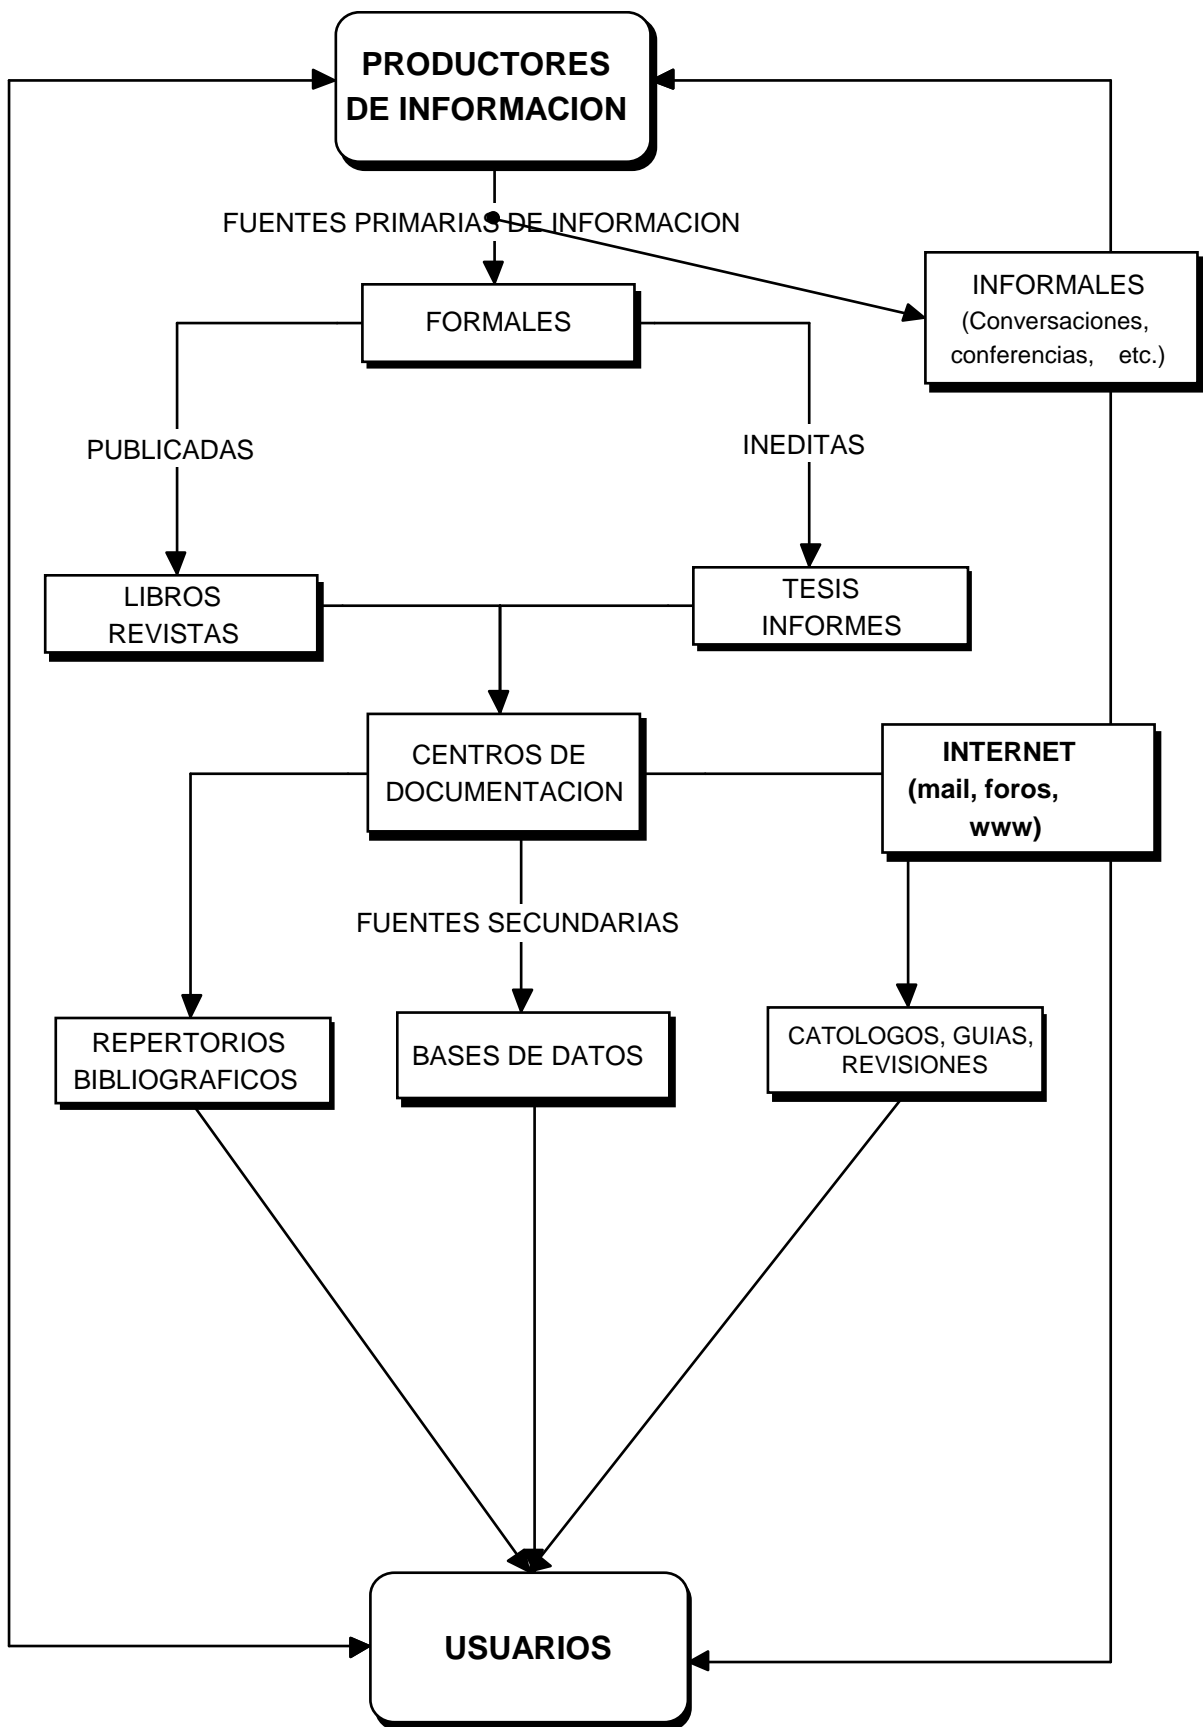 PRODUCTORES
DE INFORMACION
FUENTES PRIMARIAS DE INFORMACION
INFORMALES
(Conversaciones,
conferencias, etc.)
FORMALES
PUBLICADAS
INEDITAS
LIBROS
REVISTAS
TESIS
INFORMES
CENTROS DE
DOCUMENTACION
INTERNET
(mail, foros,
www)
FUENTES SECUNDARIAS
REPERTORIOS
BIBLIOGRAFICOS
BASES DE DATOS
CATOLOGOS, GUIAS,
REVISIONES
USUARIOS